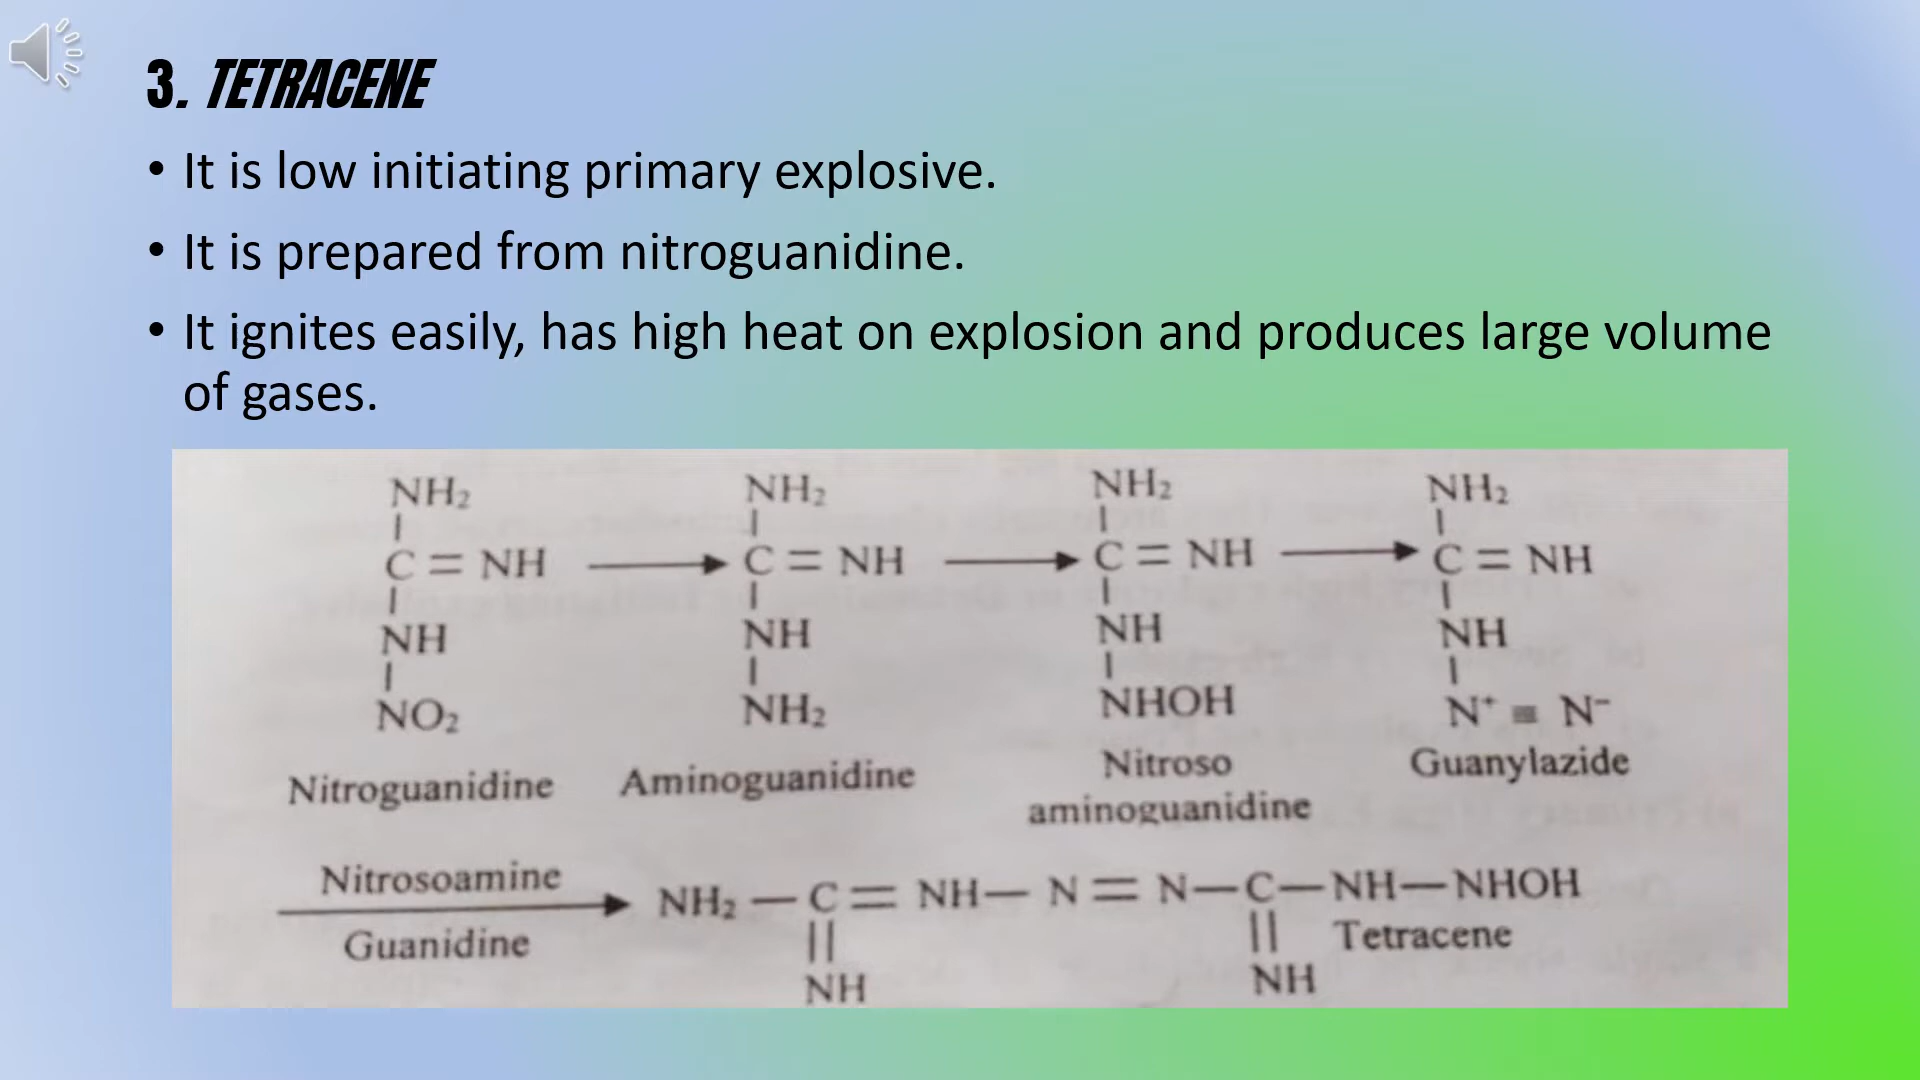 3. TETRACENE
• It is low initiating primary explosive.
• It is prepared from nitroguanidine.
• It ignites easily, has high heat on explosion and produces large volume
of gases.
NH₂ NH₂ NH₂ NH₂
C = NH C = NH C = NH C = NH
NH NH NH NH
NO₂ NH₂ NHOH N⁺ ≡ N⁻
Nitroguanidine Aminoguanidine Nitroso Guanylazide
aminoguanidine
Nitrosoamine
NH₂ — C = NH — N = N — C — NH — NHOH
Guanidine Tetracene
NH NH